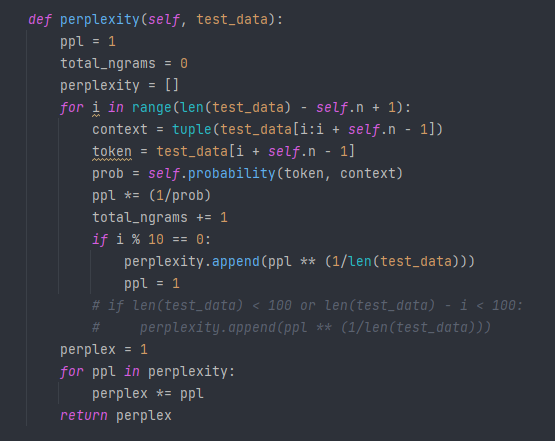 def perplexity(self, test_data):
    ppl = 1
    total_ngrams = 0
    perplexity = []
    for i in range(len(test_data) - self.n + 1):
        context = tuple(test_data[i:i + self.n - 1])
        token = test_data[i + self.n - 1]
        prob = self.probability(token, context)
        ppl *= (1/prob)
        total_ngrams += 1
        if i % 10 == 0:
            perplexity.append(ppl ** (1/len(test_data)))
            ppl = 1
        # if len(test_data) < 100 or len(test_data) - i < 100:
        #     perplexity.append(ppl ** (1/len(test_data)))
    perplex = 1
    for ppl in perplexity:
        perplex *= ppl
    return perplex